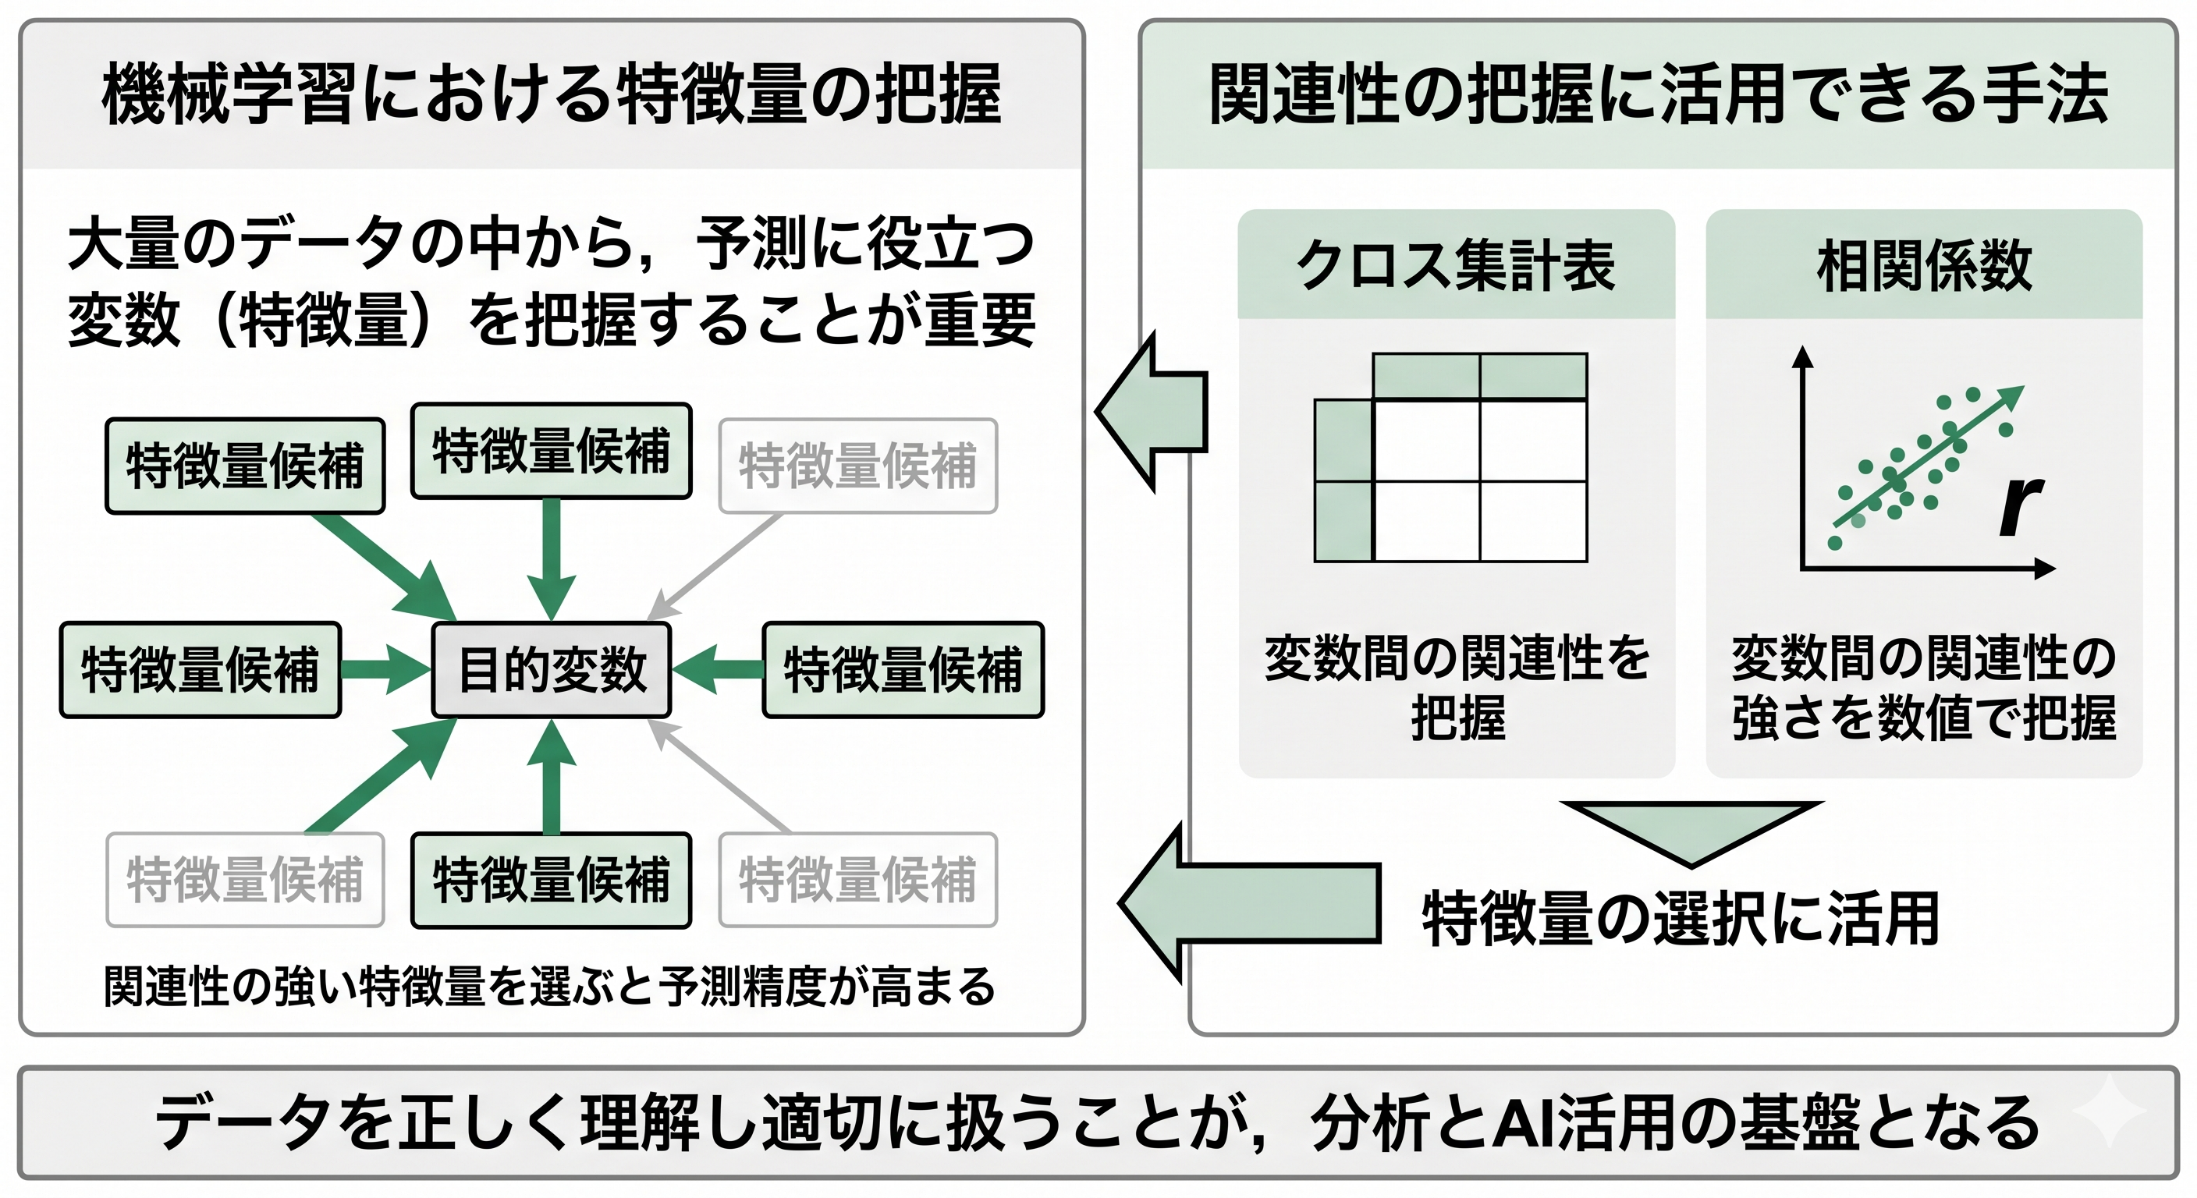 機械学習における特徴量の把握
大量のデータの中から，予測に役立つ
変数（特徴量）を把握することが重要
特徴量候補
特徴量候補
特徴量候補
特徴量候補
目的変数
特徴量候補
特徴量候補
特徴量候補
特徴量候補
関連性の強い特徴量を選ぶと予測精度が高まる
関連性の把握に活用できる手法
クロス集計表
変数間の関連性を
把握
相関係数
r
変数間の関連性の
強さを数値で把握
特徴量の選択に活用
データを正しく理解し適切に扱うことが，分析とAI活用の基盤となる